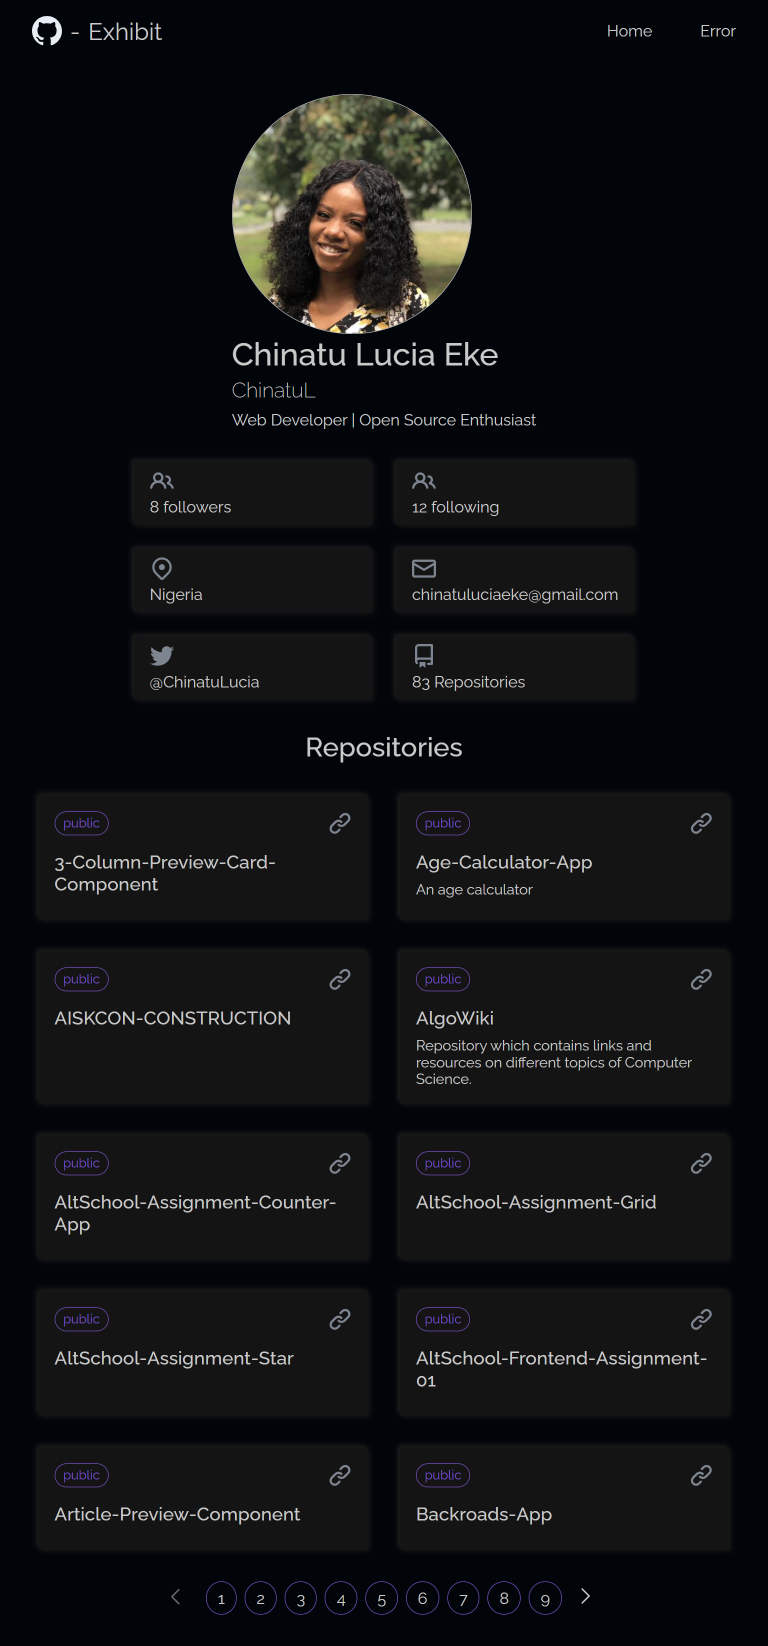 - Exhibit
Home
Error
Chinatu Lucia Eke
ChinatuL
Web Developer | Open Source Enthusiast
8 followers
12 following
Nigeria
chinatuluciaeke@gmail.com
@ChinatuLucia
83 Repositories
Repositories
public
3-Column-Preview-Card-
Component
public
Age-Calculator-App
An age calculator
public
AISKCON-CONSTRUCTION
public
AlgoWiki
Repository which contains links and
resources on different topics of Computer
Science.
public
AltSchool-Assignment-Counter-
App
public
AltSchool-Assignment-Grid
public
AltSchool-Assignment-Star
public
AltSchool-Frontend-Assignment-
01
public
Article-Preview-Component
public
Backroads-App
1 2 3 4 5 6 7 8 9